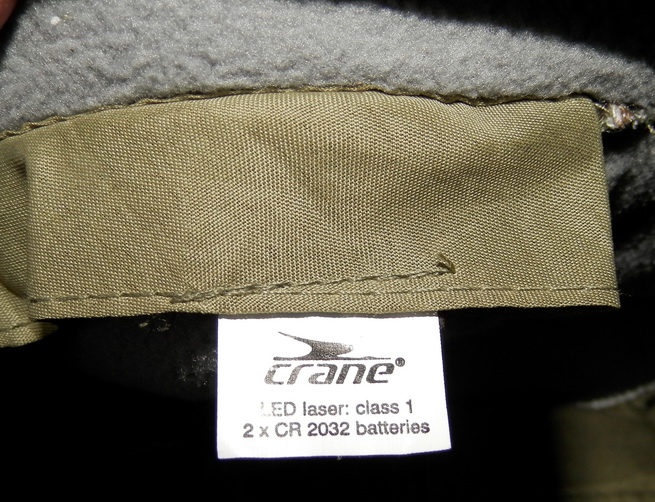 crane®
LED laser: class 1
2 x CR 2032 batteries